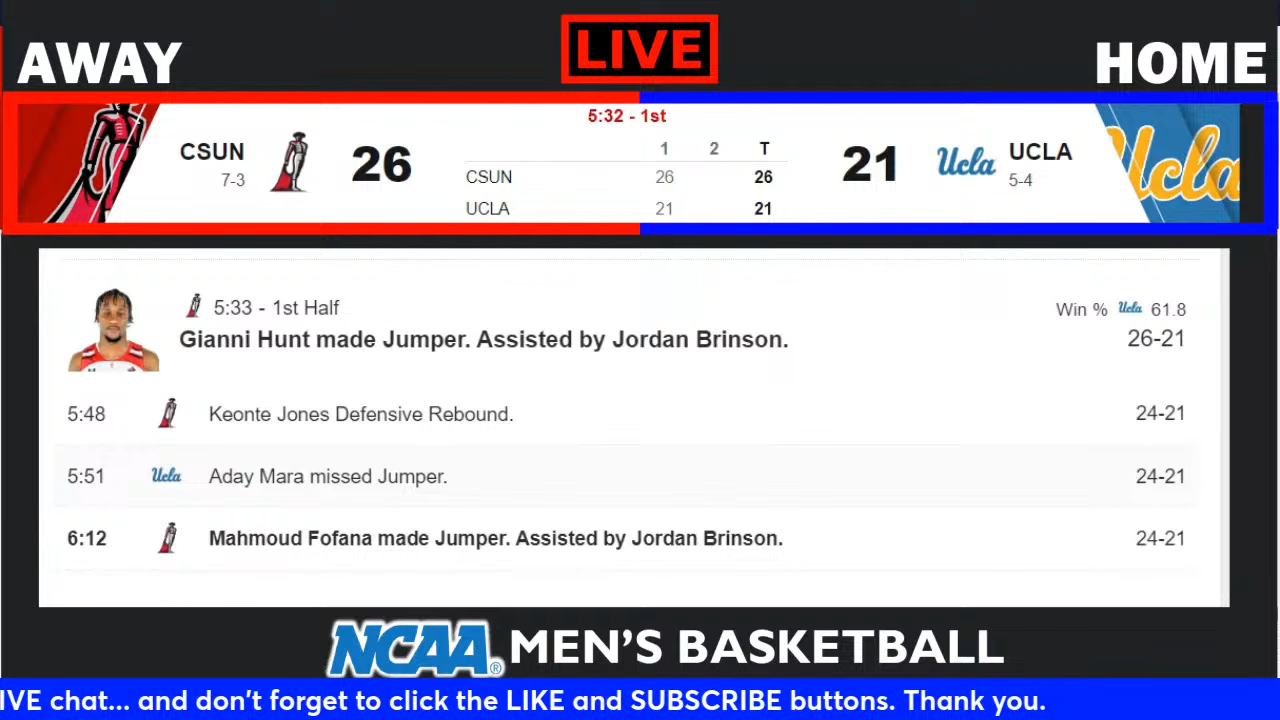 LIVE
AWAY HOME
5:32 - 1st
CSUN 7-3 26
1 2 T
CSUN 26 26
UCLA 21 21
21 Ucla UCLA 5-4 Ucla
5:33 - 1st Half Win % Ucla 61.8
Gianni Hunt made Jumper. Assisted by Jordan Brinson. 26-21
5:48 Keonte Jones Defensive Rebound. 24-21
5:51 Ucla Aday Mara missed Jumper. 24-21
6:12 Mahmoud Fofana made Jumper. Assisted by Jordan Brinson. 24-21
NCAA® MEN'S BASKETBALL
IVE chat... and don't forget to click the LIKE and SUBSCRIBE buttons. Thank you.